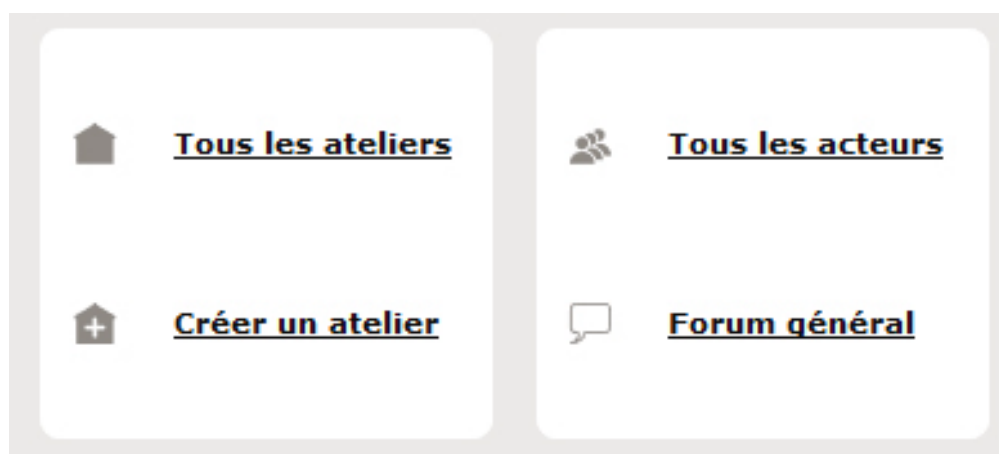 Tous les ateliers
Créer un atelier
Tous les acteurs
Forum général